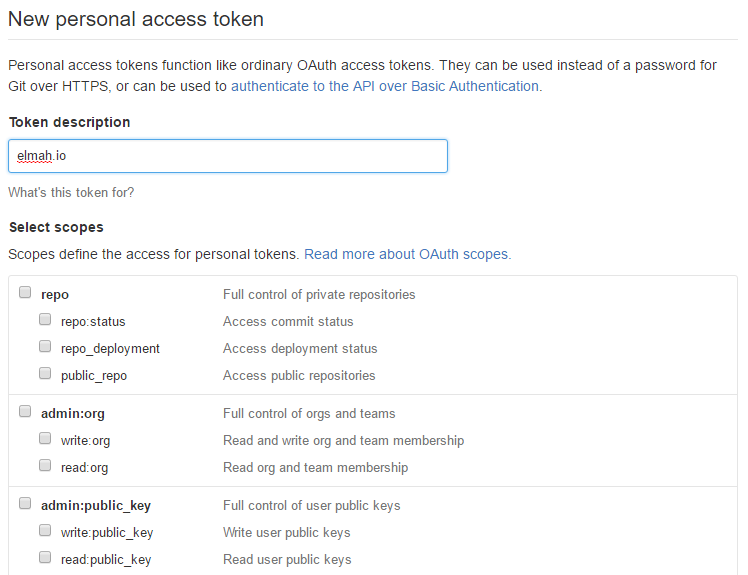 New personal access token
Personal access tokens function like ordinary OAuth access tokens. They can be used instead of a password for
Git over HTTPS, or can be used to authenticate to the API over Basic Authentication.
Token description
elmah.io
What's this token for?
Select scopes
Scopes define the access for personal tokens. Read more about OAuth scopes.
repo Full control of private repositories
repo:status Access commit status
repo_deployment Access deployment status
public_repo Access public repositories
admin:org Full control of orgs and teams
write:org Read and write org and team membership
read:org Read org and team membership
admin:public_key Full control of user public keys
write:public_key Write user public keys
read:public_key Read user public keys